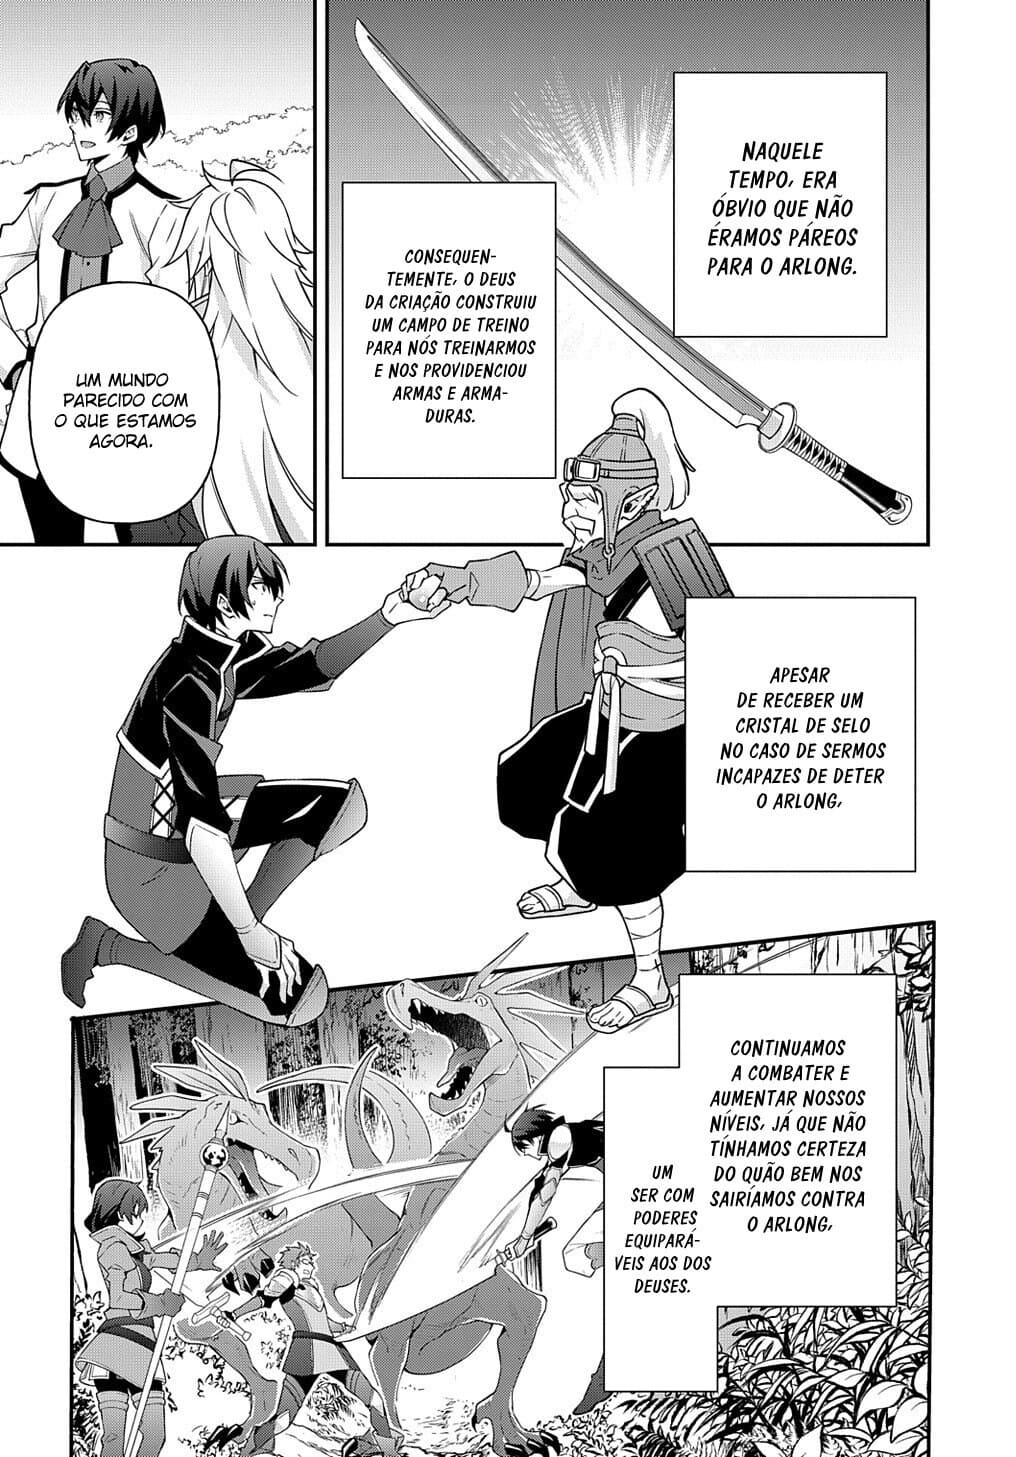 NAQUELE
TEMPO, ERA
ÓBVIO QUE NÃO
ÉRAMOS PÁREOS
PARA O ARLONG.
CONSEQUEN-
TEMENTE, O DEUS
DA CRIAÇÃO CONSTRUIU
UM CAMPO DE TREINO
PARA NÓS TREINARMOS
E NOS PROVIDENCIOU
ARMAS E ARMA-
DURAS.
UM MUNDO
PARECIDO COM
O QUE ESTAMOS
AGORA.
APESAR
DE RECEBER UM
CRISTAL DE SELO
NO CASO DE SERMOS
INCAPAZES DE DETER
O ARLONG,
CONTINUAMOS
A COMBATER E
AUMENTAR NOSSOS
NÍVEIS, JÁ QUE NÃO
TÍNHAMOS CERTEZA
DO QUÃO BEM NOS
SAIRÍAMOS CONTRA
O ARLONG,
UM
SER COM
PODERES
EQUIPARÁ-
VEIS AOS DOS
DEUSES.